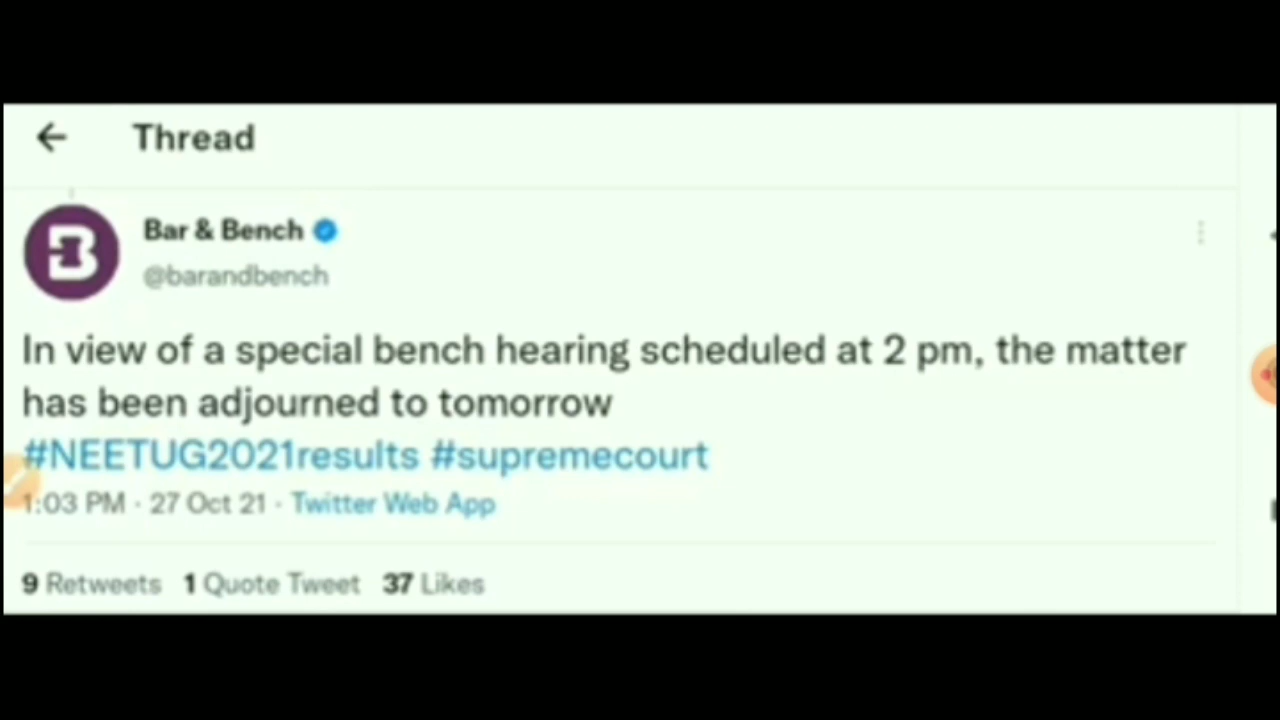 Thread
Bar & Bench
@barandbench
In view of a special bench hearing scheduled at 2 pm, the matter
has been adjourned to tomorrow
#NEETUG2021results #supremecourt
1:03 PM · 27 Oct 21 · Twitter Web App
9 Retweets 1 Quote Tweet 37 Likes